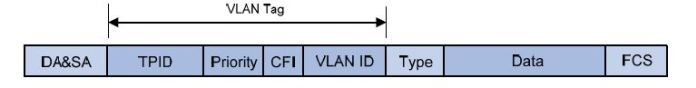 VLAN Tag
DA&SA TPID Priority CFI VLAN ID Type Data FCS